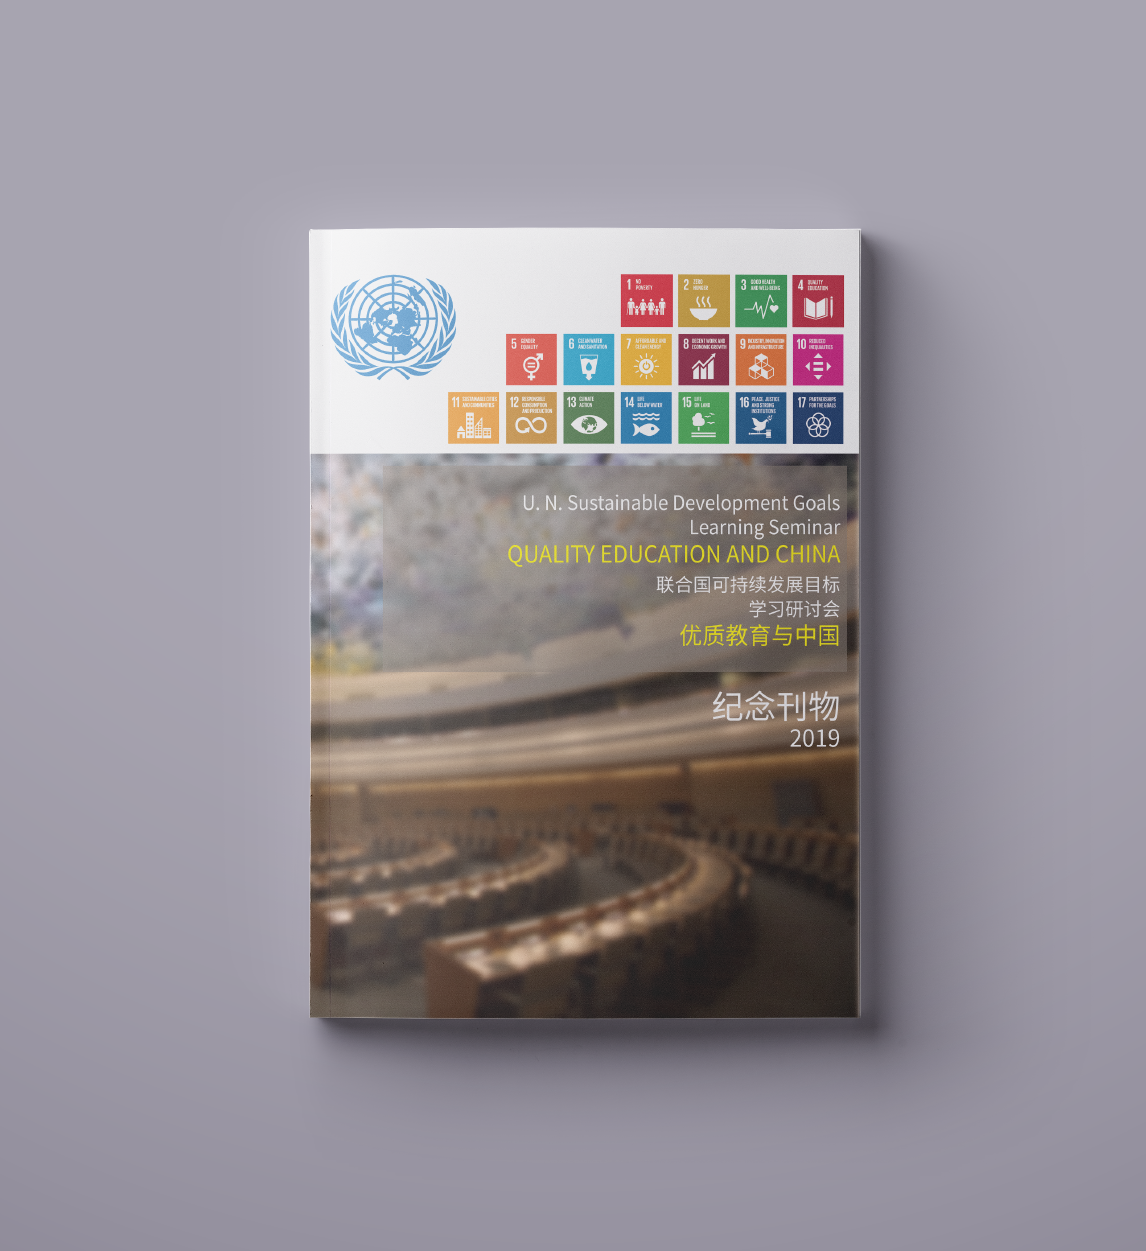 1 NO POVERTY
2 ZERO HUNGER
3 GOOD HEALTH AND WELL-BEING
4 QUALITY EDUCATION
5 GENDER EQUALITY
6 CLEAN WATER AND SANITATION
7 AFFORDABLE AND CLEAN ENERGY
8 DECENT WORK AND ECONOMIC GROWTH
9 INDUSTRY, INNOVATION AND INFRASTRUCTURE
10 REDUCED INEQUALITIES
11 SUSTAINABLE CITIES AND COMMUNITIES
12 RESPONSIBLE CONSUMPTION AND PRODUCTION
13 CLIMATE ACTION
14 LIFE BELOW WATER
15 LIFE ON LAND
16 PEACE, JUSTICE AND STRONG INSTITUTIONS
17 PARTNERSHIPS FOR THE GOALS
U. N. Sustainable Development Goals
Learning Seminar
QUALITY EDUCATION AND CHINA
联合国可持续发展目标
学习研讨会
优质教育与中国
纪念刊物
2019